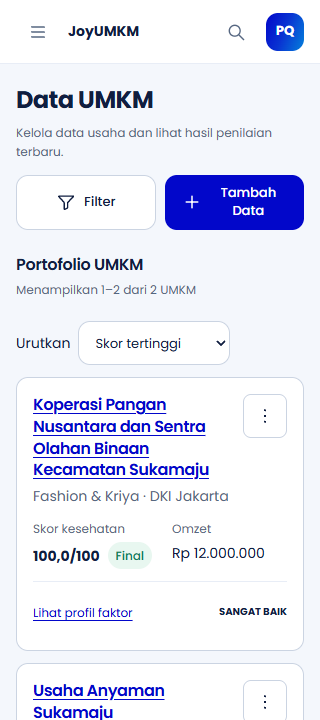 JoyUMKM
PQ
Data UMKM
Kelola data usaha dan lihat hasil penilaian
terbaru.
Filter
Tambah
Data
Portofolio UMKM
Menampilkan 1–2 dari 2 UMKM
Urutkan
Skor tertinggi
Koperasi Pangan
Nusantara dan Sentra
Olahan Binaan
Kecamatan Sukamaju
Fashion & Kriya · DKI Jakarta
Skor kesehatan
Omzet
100,0/100
Final
Rp 12.000.000
Lihat profil faktor
SANGAT BAIK
Usaha Anyaman
Sukamaju